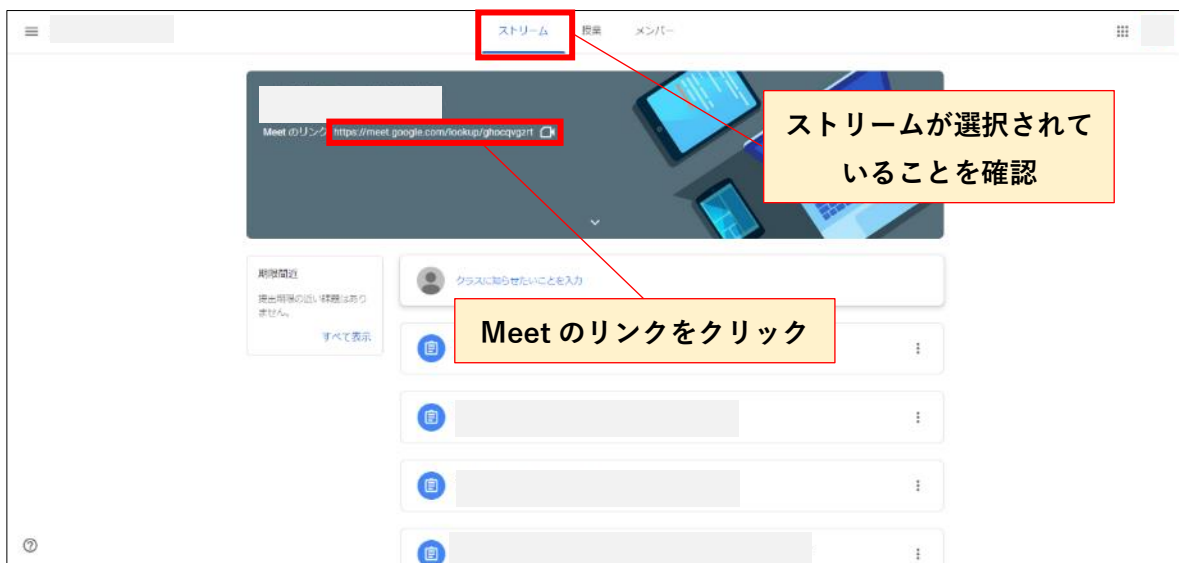 ストリーム 授業 メンバー
Meet のリンク https://meet.google.com/lookup/ghocqvgzrt
ストリームが選択されて
いることを確認
期限間近
提出期限の近い課題はあり
ません。
すべて表示
クラスに知らせたいことを入力
Meet のリンクをクリック